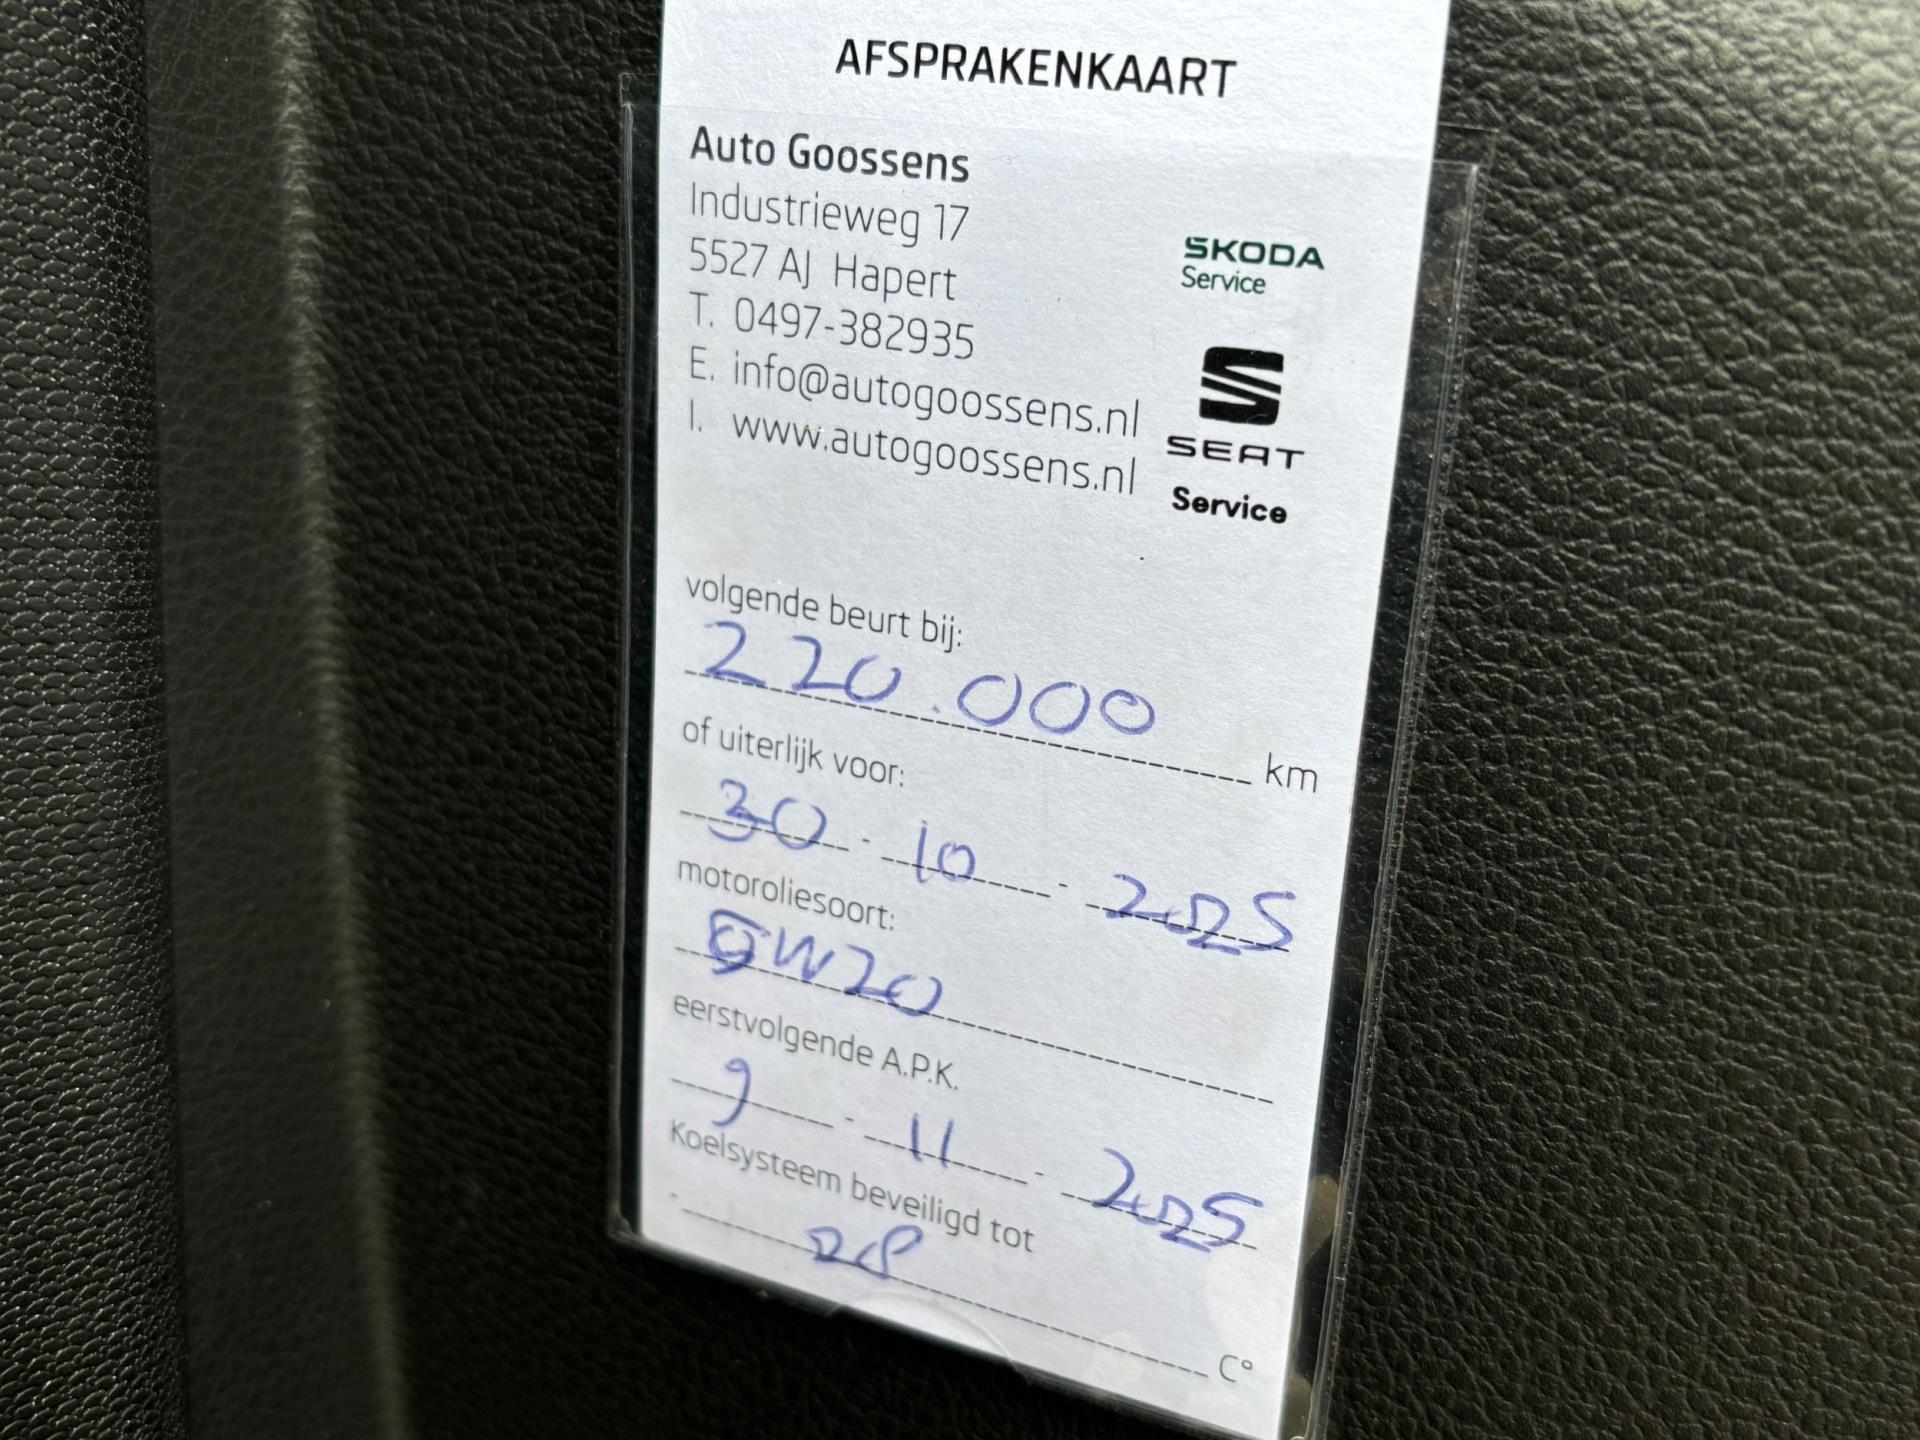 AFSPRAKENKAART
Auto Goossens
Industrieweg 17
5527 AJ Hapert
T. 0497-382935
E. info@autogoossens.nl
I. www.autogoossens.nl
SKODA
Service
SEAT
Service
volgende beurt bij:
220.000 km
of uiterlijk voor:
30 - 10 - 2025
motoroliesoort:
0W20
eerstvolgende A.P.K.
9 - 11 - 2025
Koelsysteem beveiligd tot
- 28 C°